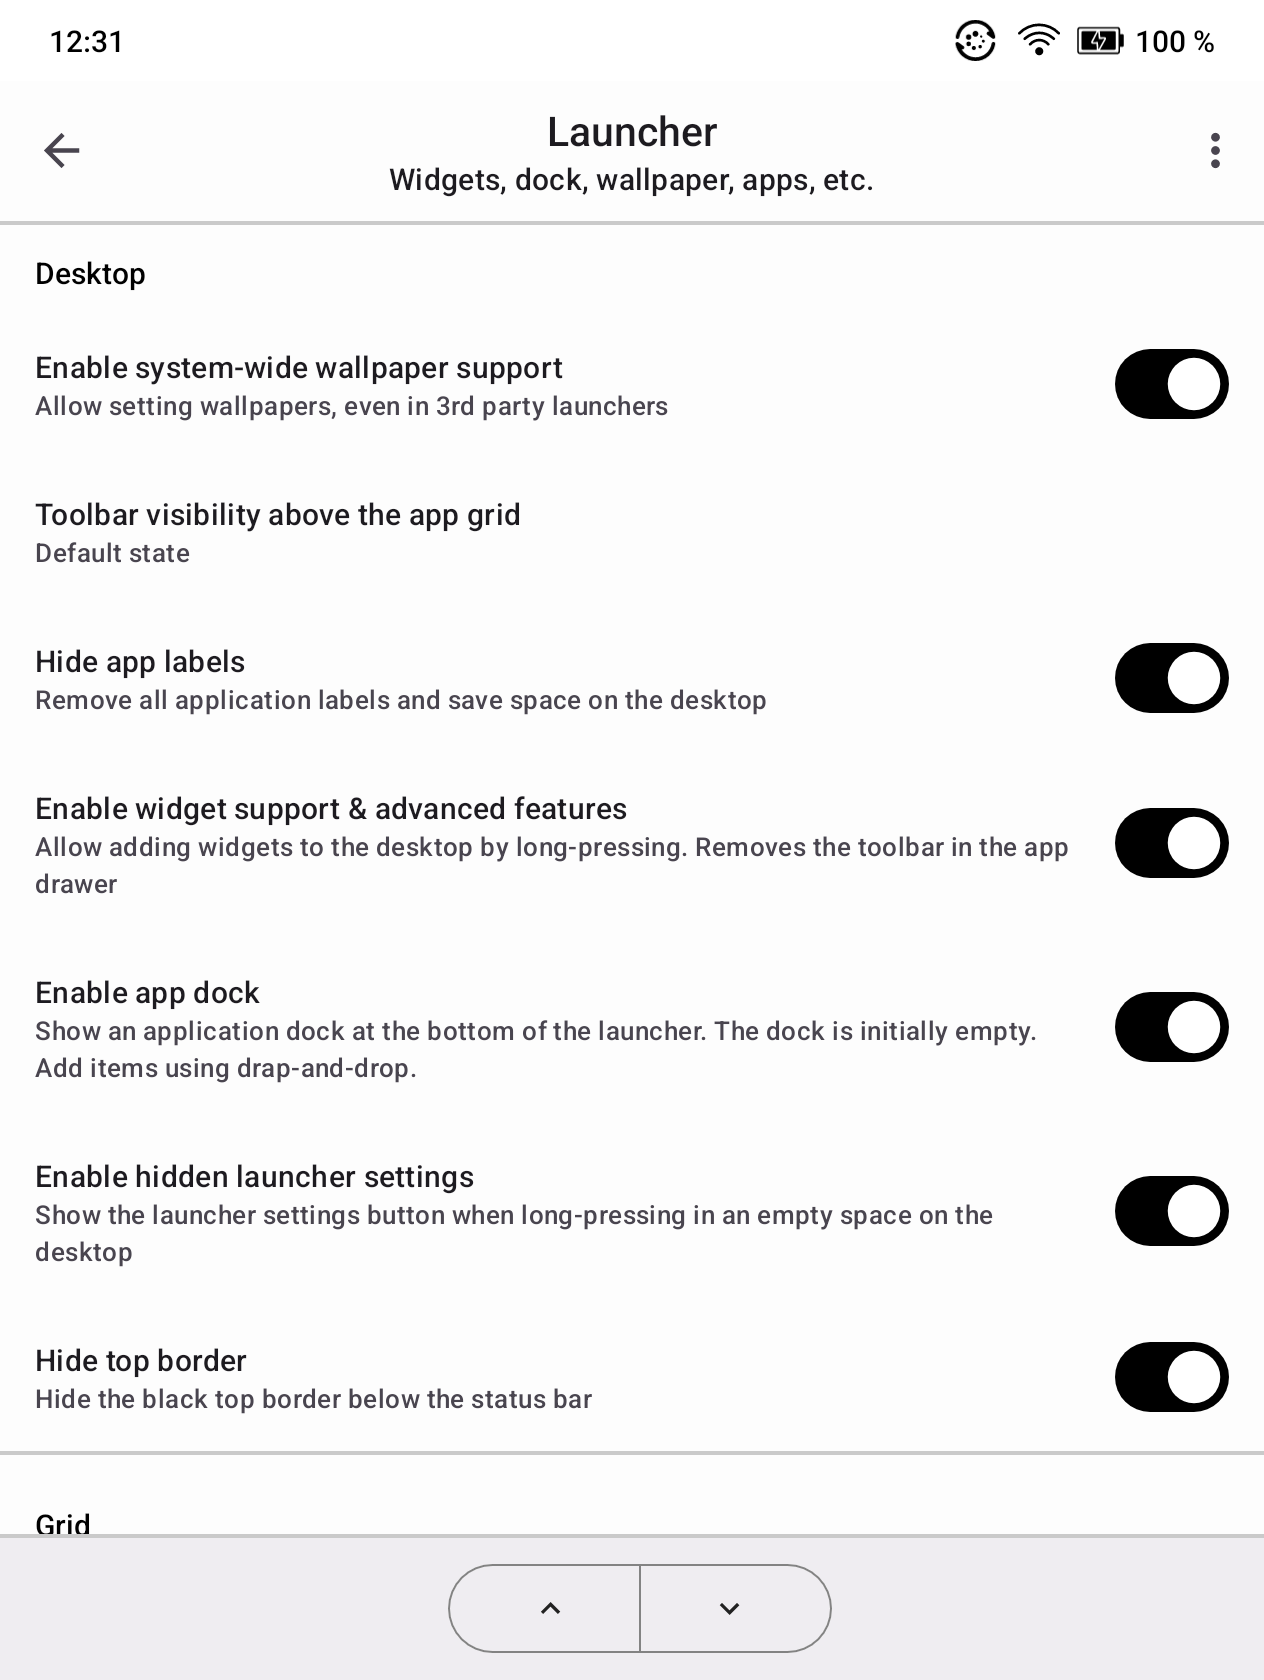 12:31
100 %
Launcher
Widgets, dock, wallpaper, apps, etc.
Desktop
Enable system-wide wallpaper support
Allow setting wallpapers, even in 3rd party launchers
Toolbar visibility above the app grid
Default state
Hide app labels
Remove all application labels and save space on the desktop
Enable widget support & advanced features
Allow adding widgets to the desktop by long-pressing. Removes the toolbar in the app
drawer
Enable app dock
Show an application dock at the bottom of the launcher. The dock is initially empty.
Add items using drap-and-drop.
Enable hidden launcher settings
Show the launcher settings button when long-pressing in an empty space on the
desktop
Hide top border
Hide the black top border below the status bar
Grid